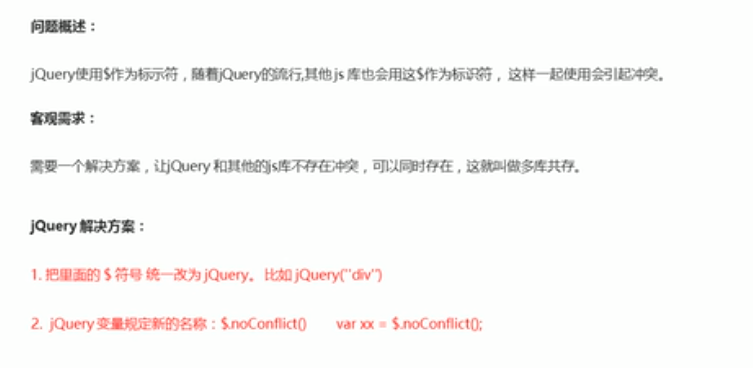 问题概述：
jQuery使用$作为标示符，随着jQuery的流行,其他 js 库也会用这$作为标识符， 这样一起使用会引起冲突。
客观需求：
需要一个解决方案，让jQuery 和其他的js库不存在冲突，可以同时存在，这就叫做多库共存。
jQuery 解决方案：
1. 把里面的 $ 符号 统一改为 jQuery。 比如 jQuery(''div'')
2. jQuery 变量规定新的名称：$.noConflict() var xx = $.noConflict();